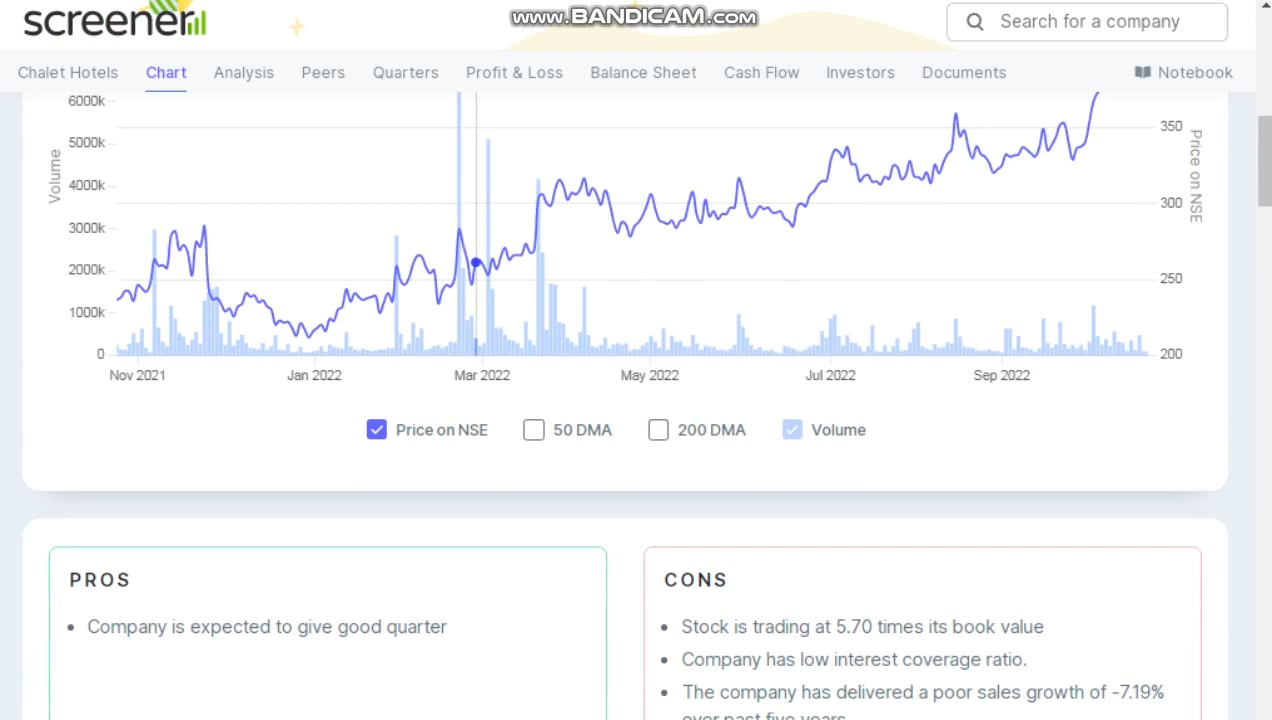 screener
www.BANDICAM.com
Search for a company
Chalet Hotels Chart Analysis Peers Quarters Profit & Loss Balance Sheet Cash Flow Investors Documents Notebook
6000k
5000k
4000k
3000k
2000k
1000k
0
Volume
350
300
250
200
Price on NSE
Nov 2021 Jan 2022 Mar 2022 May 2022 Jul 2022 Sep 2022
Price on NSE 50 DMA 200 DMA Volume
PROS
• Company is expected to give good quarter
CONS
• Stock is trading at 5.70 times its book value
• Company has low interest coverage ratio.
• The company has delivered a poor sales growth of -7.19%
over past five years